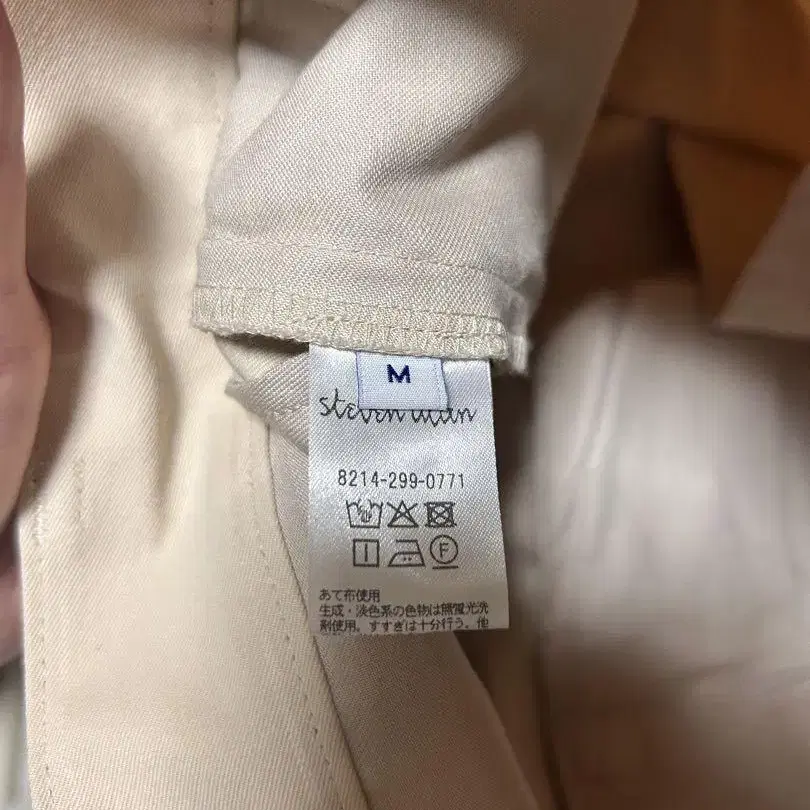 M
steven alan
8214-299-0771
F
あて布使用
生成・淡色系の色物は無蛍光洗
剤使用。すすぎは十分行う。他